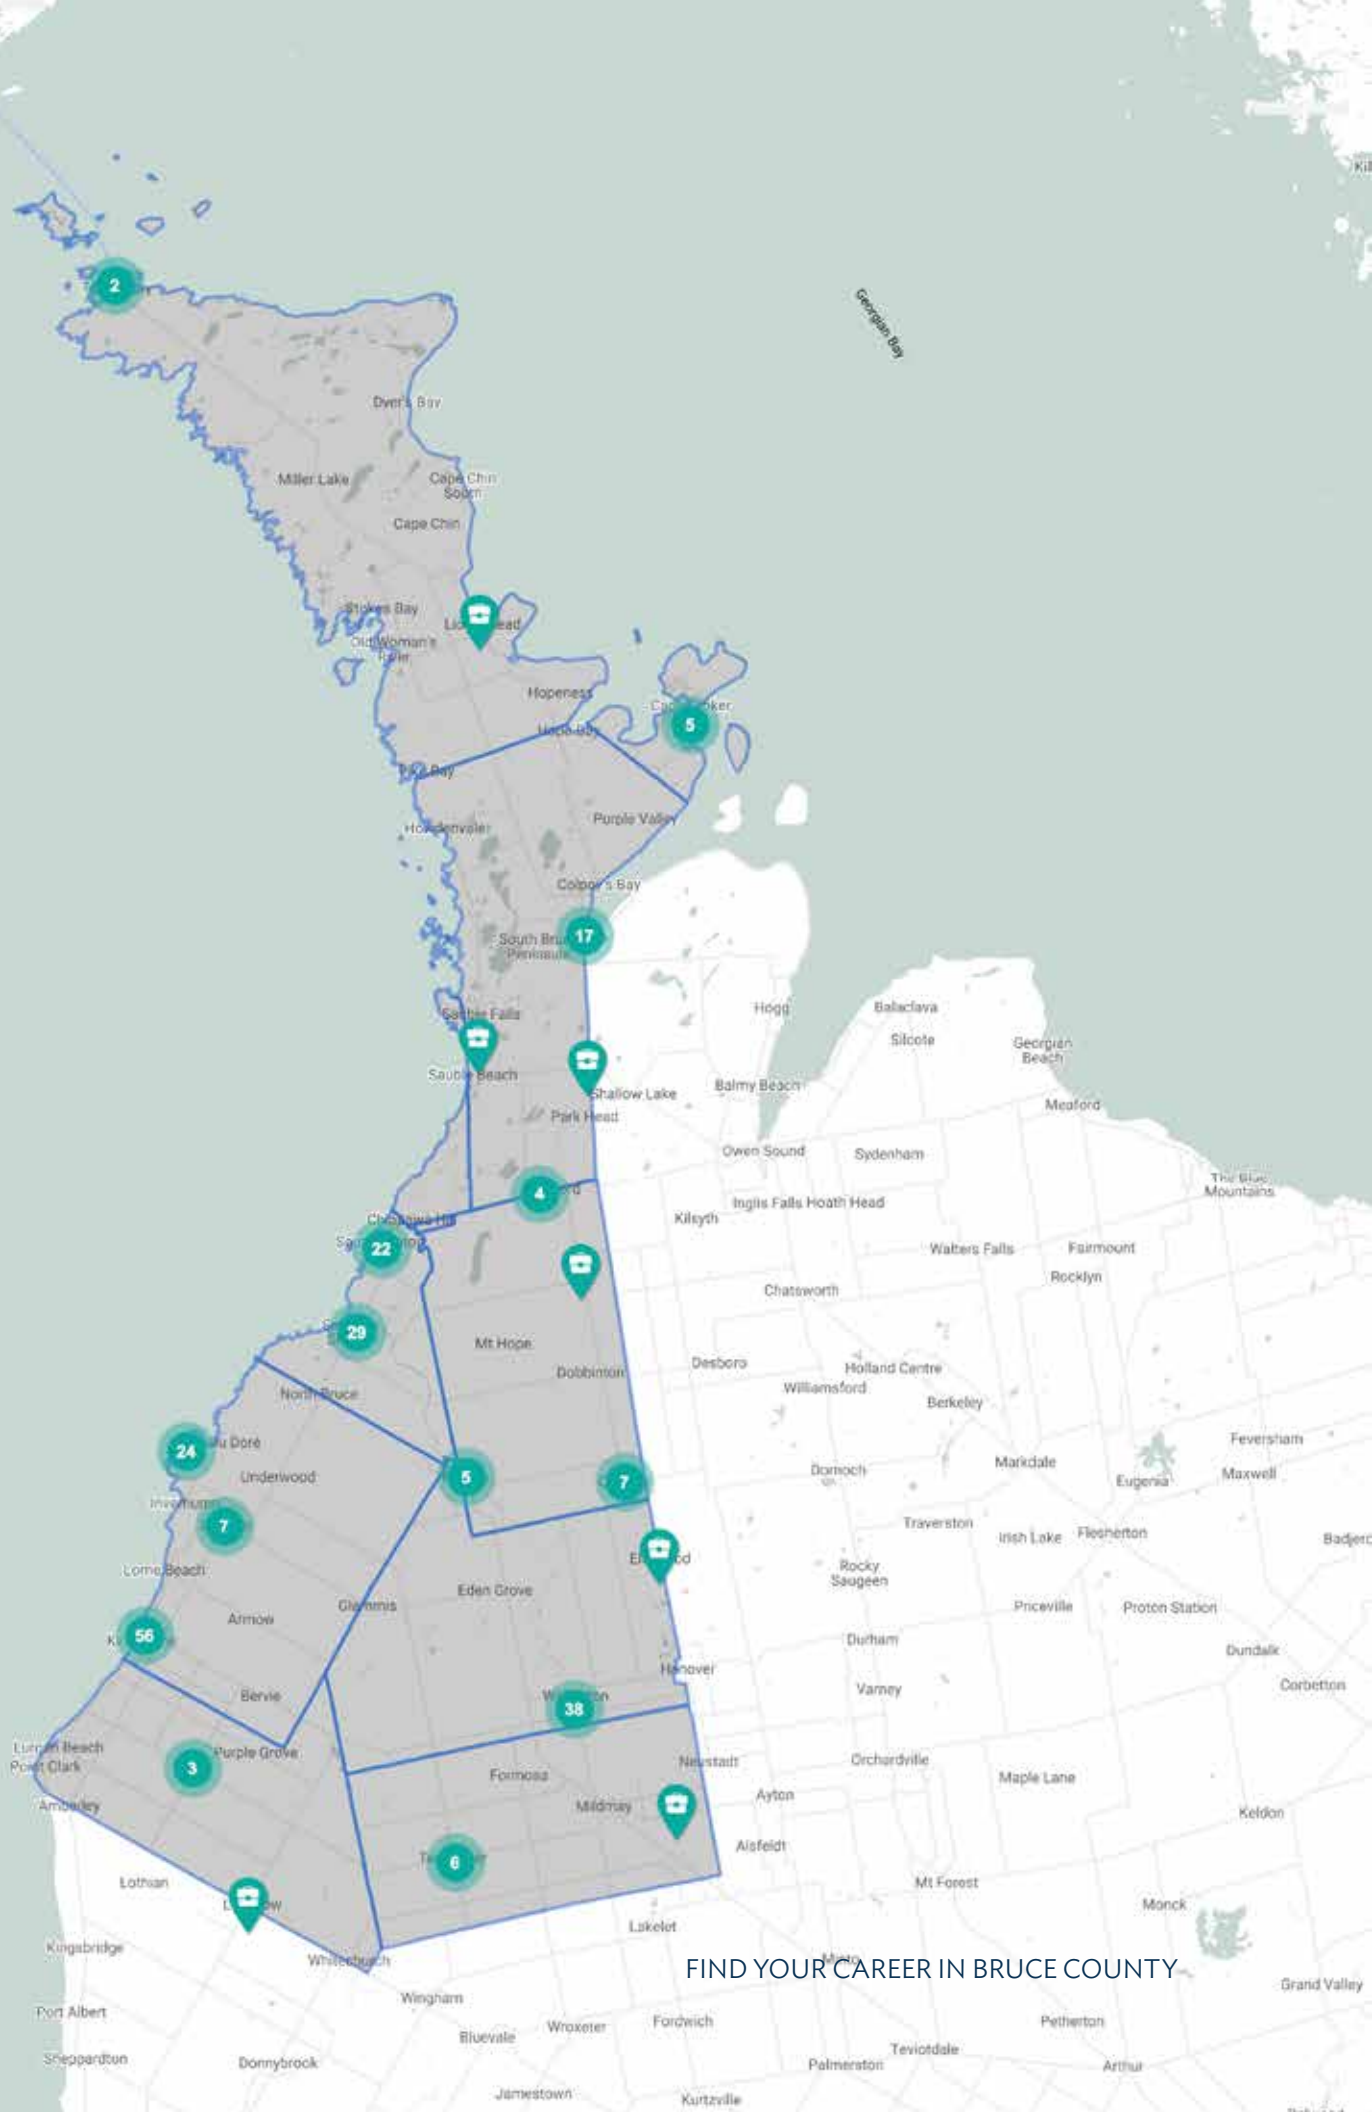 Georgian Bay
2
Dyer's Bay
Miller Lake
Cape Chin
South
Cape Chin
Stokes Bay
Old Woman's
River
Hopeness
5
Hope Bay
Pike Bay
Purple Valley
Colpoy's Bay
17
South Bru
Peninsula
Hogg
Balaclava
Sauble Falls
Silcote
Georgian
Beach
Sauble Beach
Shallow Lake
Balmy Beach
Park Head
Meaford
Owen Sound
Sydenham
The Blue
Mountains
4
Inglis Falls
Hoath Head
Kilsyth
Chippawa Hill
22
Walters Falls
Fairmount
Rocklyn
Chatsworth
29
Mt Hope
Dobbinton
Desboro
Holland Centre
Williamsford
Berkeley
North Bruce
24
Underwood
Feversham
5
7
Dornoch
Markdale
Eugenia
Maxwell
7
Traverston
Irish Lake
Flesherton
Lorne Beach
Rocky
Saugeen
Eden Grove
Glammis
Armow
Priceville
Proton Station
56
Durham
Dundalk
Hanover
Bervie
Varney
Corbetton
38
Lurgan Beach
Point Clark
Purple Grove
3
Formosa
Neustadt
Orchardville
Maple Lane
Amberley
Mildmay
Ayton
Keldon
Alsfeldt
6
Lothian
Mt Forest
Monck
Lakelet
Kingsbridge
Whitechurch
FIND YOUR CAREER IN BRUCE COUNTY
Grand Valley
Wingham
Port Albert
Bluevale
Wroxeter
Fordwich
Petherton
Sheppardton
Donnybrook
Palmerston
Teviotdale
Arthur
Jamestown
Kurtzville